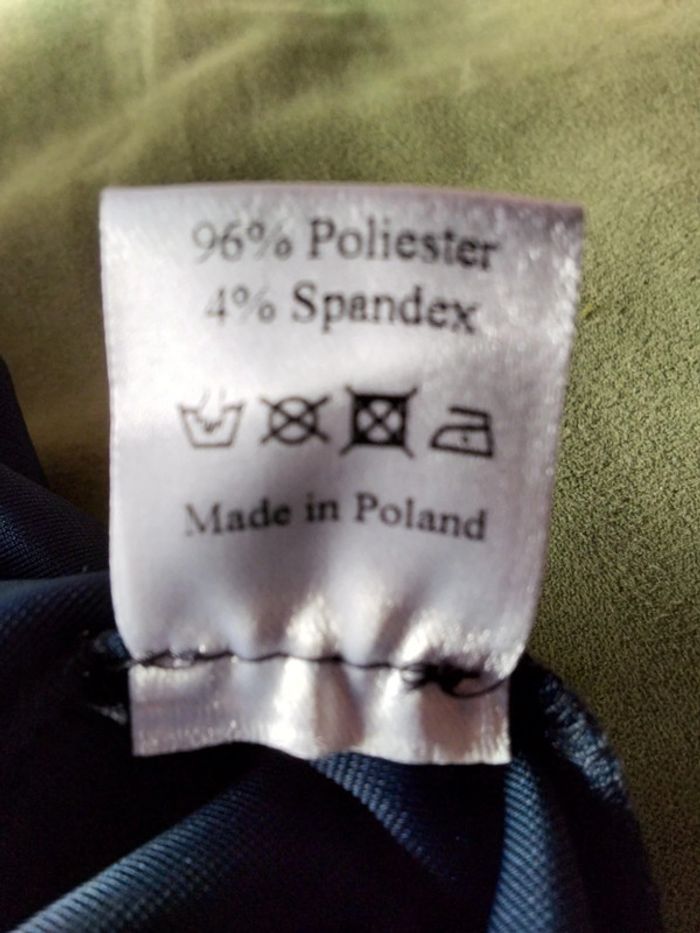 96% Poliester
4% Spandex
Made in Poland